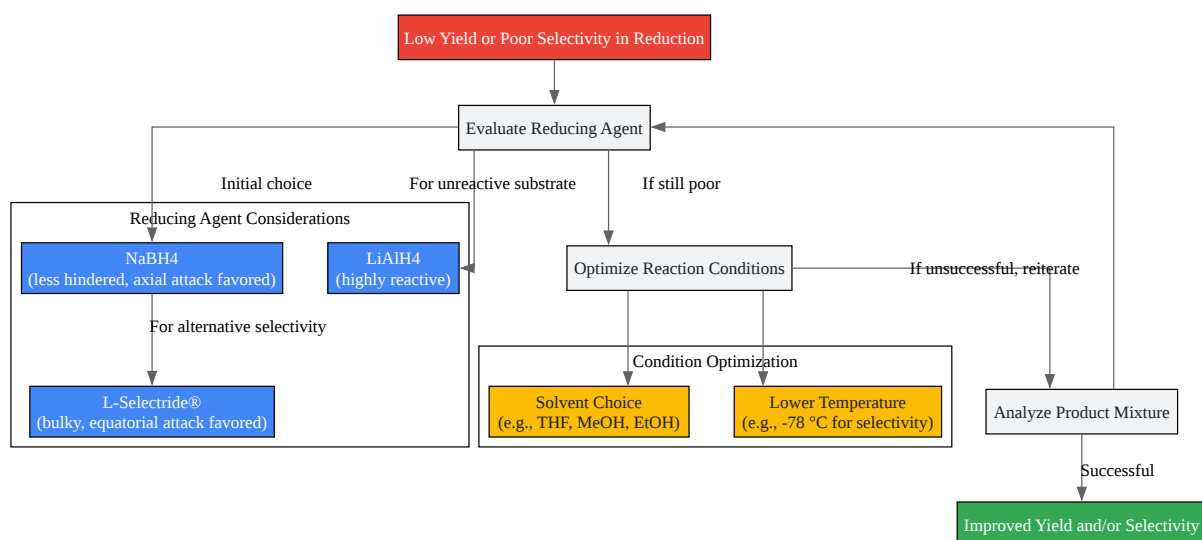 Low Yield or Poor Selectivity in Reduction
Evaluate Reducing Agent
Initial choice
For unreactive substrate
If still poor
Reducing Agent Considerations
NaBH4
(less hindered, axial attack favored)
LiAlH4
(highly reactive)
Optimize Reaction Conditions
If unsuccessful, reiterate
For alternative selectivity
Condition Optimization
L-Selectride®
(bulky, equatorial attack favored)
Solvent Choice
(e.g., THF, MeOH, EtOH)
Lower Temperature
(e.g., -78 °C for selectivity)
Analyze Product Mixture
Successful
Improved Yield and/or Selectivity